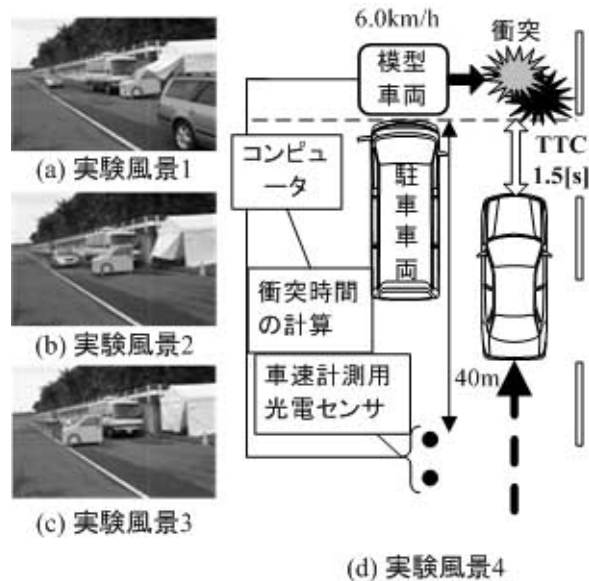 (a) 実験風景1
(b) 実験風景2
(c) 実験風景3
6.0km/h
模型
車両
衝突
TTC
1.5[s]
コンピュ
ータ
駐車車両
衝突時間
の計算
車速計測用
光電センサ
40m
(d) 実験風景4